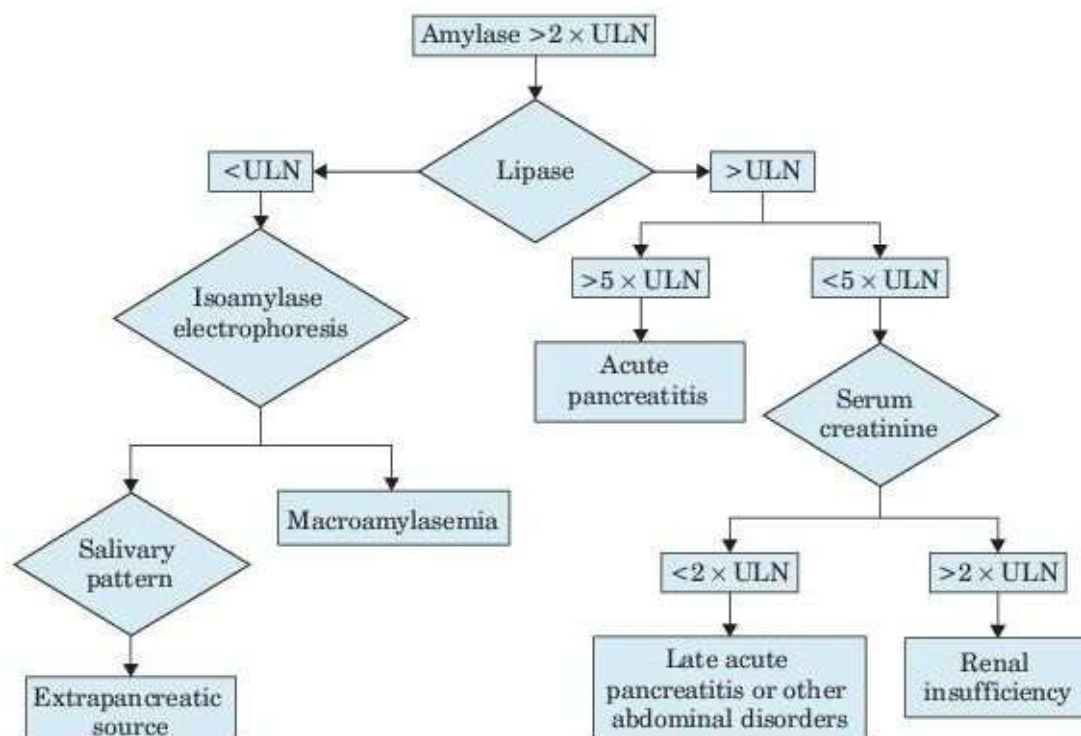 Amylase >2 × ULN
Lipase
<ULN
>ULN
Isoamylase
electrophoresis
>5 × ULN
<5 × ULN
Acute
pancreatitis
Serum
creatinine
Salivary
pattern
Macroamylasemia
<2 × ULN
>2 × ULN
Extrapancreatic
source
Late acute
pancreatitis or other
abdominal disorders
Renal
insufficiency